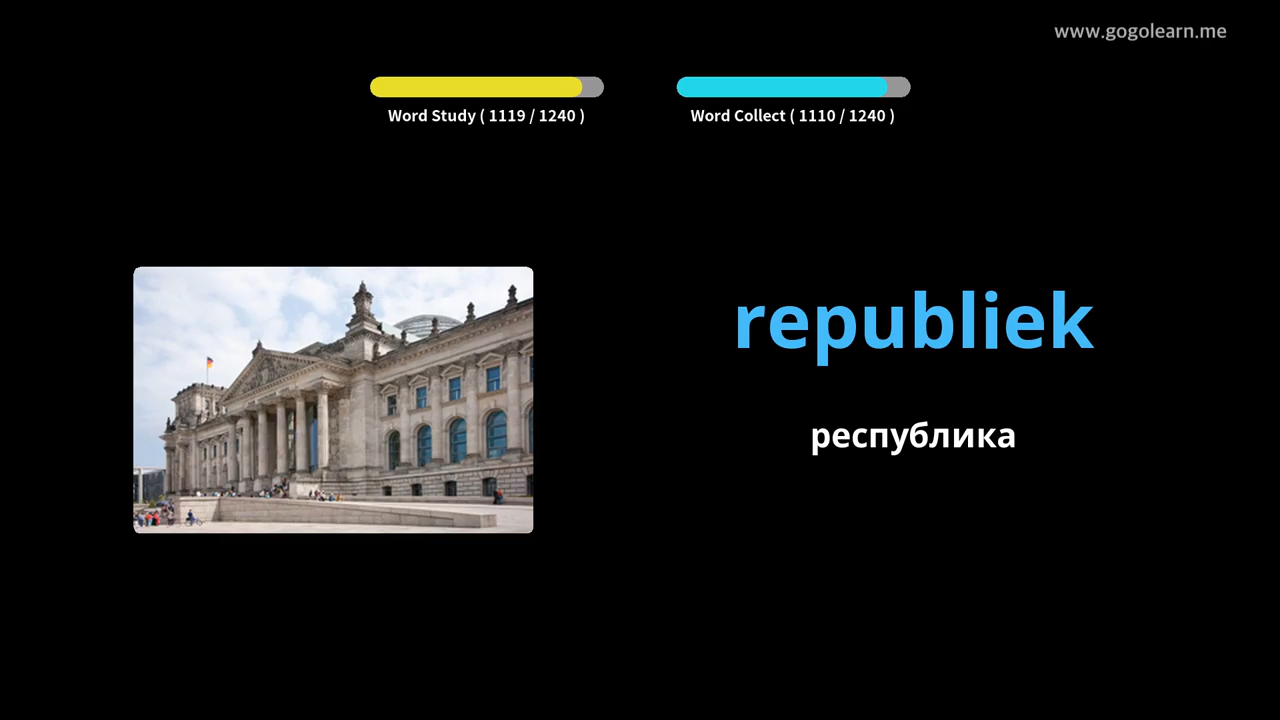 www.gogolearn.me
Word Study ( 1119 / 1240 )
Word Collect ( 1110 / 1240 )
republiek
республика